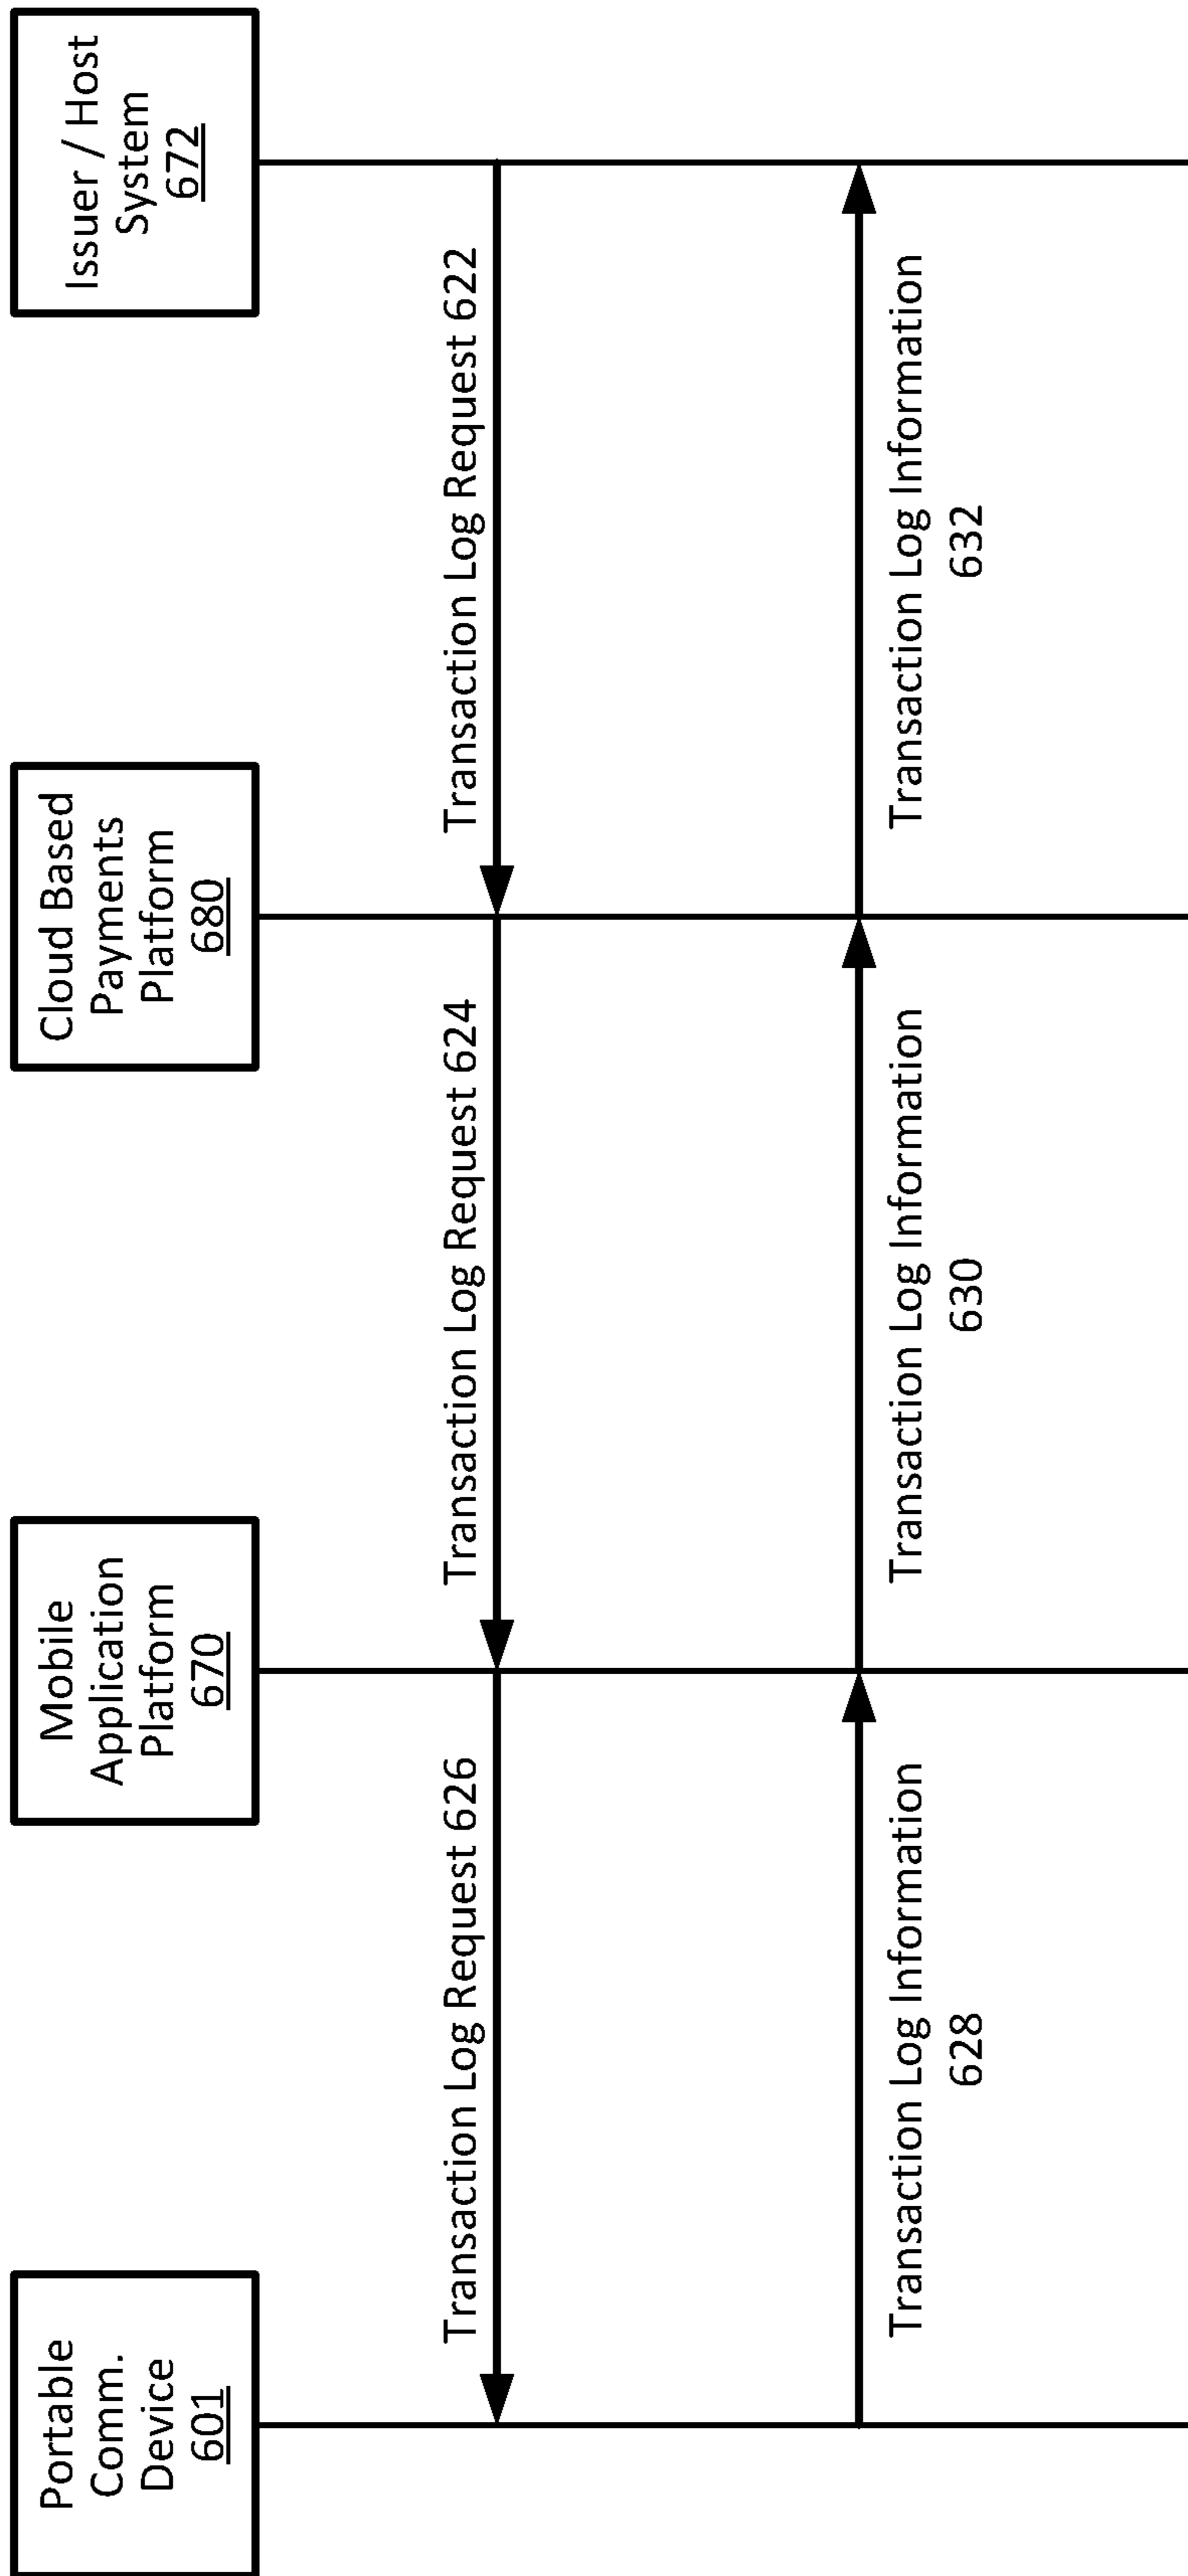 Portable
Comm.
Device
601
Mobile
Application
Platform
670
Cloud Based
Payments
Platform
680
Issuer / Host
System
672
Transaction Log Request 626
Transaction Log Request 624
Transaction Log Request 622
Transaction Log Information
628
Transaction Log Information
630
Transaction Log Information
632